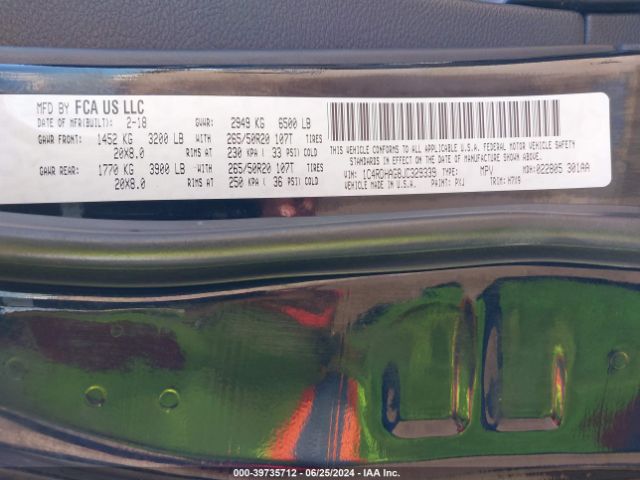 MFD BY FCA US LLC
DATE OF MFR(BUILT): 2-18 GVWR: 2949 KG 6500 LB
GAWR FRONT: 1452 KG 3200 LB WITH 265/50R20 107T TIRES
20X8.0 RIMS AT 230 KPA ( 33 PSI) COLD
GAWR REAR: 1770 KG 3900 LB WITH 265/50R20 107T TIRES
20X8.0 RIMS AT 250 KPA ( 36 PSI) COLD
THIS VEHICLE CONFORMS TO ALL APPLICABLE U.S.A. FEDERAL MOTOR VEHICLE SAFETY
STANDARDS IN EFFECT ON THE DATE OF MANUFACTURE SHOWN ABOVE.
VIN: 1C4RDHAG8JC329339 TYPE: MPV MDH:022805 301AA
PAINT: PXJ TRIM: H7X9
000-39735712 - 06/25/2024 - IAA Inc.